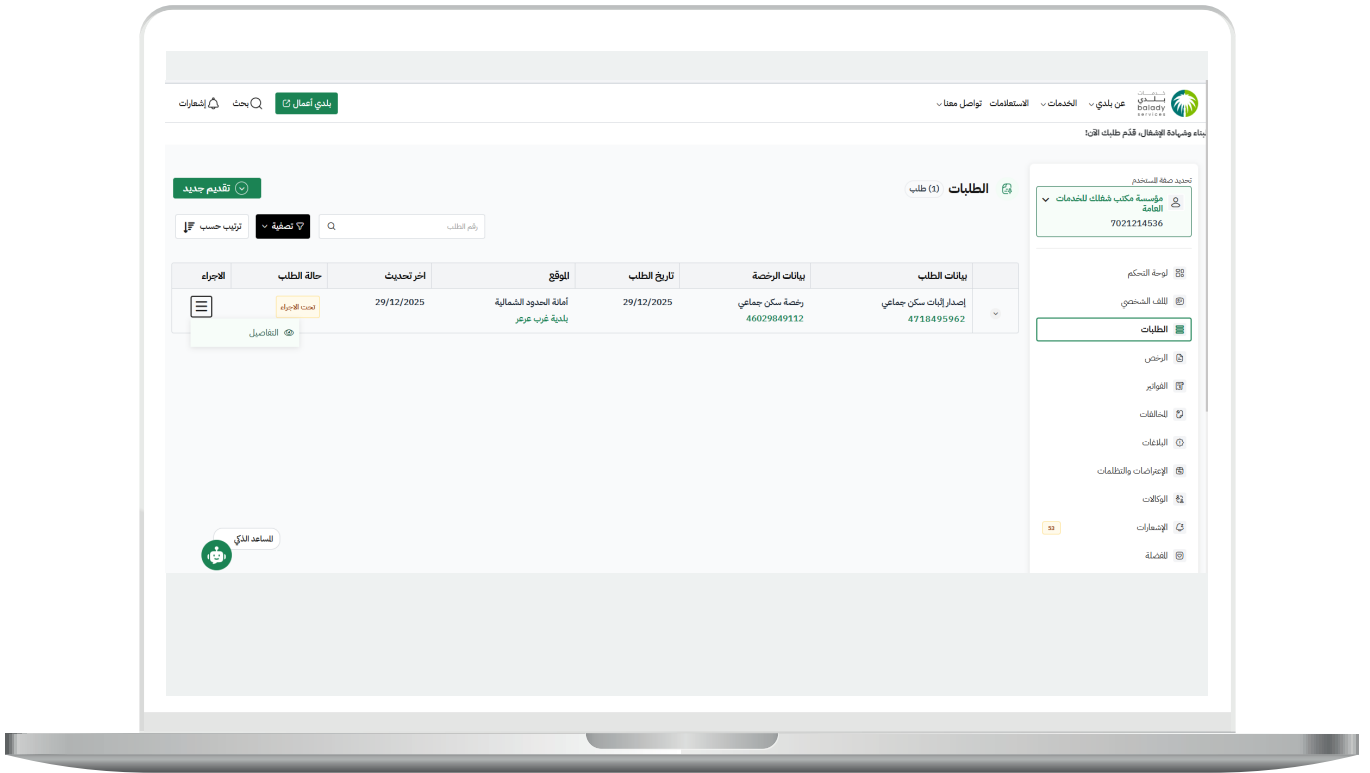 خدمات
بلدي
balady
services
عن بلدي
الخدمات
الاستعلامات
تواصل معنا
بلدي أعمال
بحث
إشعارات
وشهادة الإشغال، قدّم طلبك الآن!
تحديد صفة المستخدم
مؤسسة مكتب شغلك للخدمات
العامة
7021214536
لوحة التحكم
الملف الشخصي
الطلبات
الرخص
الفواتير
المخالفات
البلاغات
الإعتراضات والتظلمات
الوكالات
الإشعارات 53
المفضلة
الطلبات (1) طلب
تقديم جديد
رقم الطلب
تصفية
ترتيب حسب
بيانات الطلب بيانات الرخصة تاريخ الطلب الموقع اخر تحديث حالة الطلب الاجراء
إصدار إثبات سكن جماعي رخصة سكن جماعي 29/12/2025 أمانة الحدود الشمالية 29/12/2025 تحت الاجراء
4718495962 46029849112 بلدية غرب عرعر
التفاصيل
المساعد الذكي